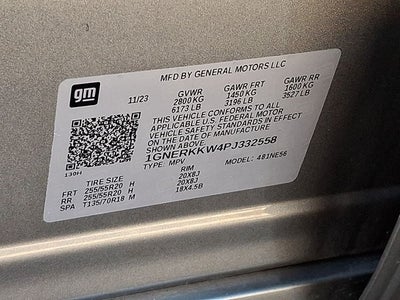 MFD BY GENERAL MOTORS LLC
gm
11/23
GVWR GAWR FRT GAWR RR
2800 KG 1450 KG 1600 KG
6173 LB 3196 LB 3527 LB
THIS VEHICLE CONFORMS TO ALL
APPLICABLE U.S. FEDERAL MOTOR
VEHICLE SAFETY STANDARDS IN EFFECT
ON THE DATE OF MANUFACTURE
SHOWN ABOVE.
1GNERKKW4PJ332558
TYPE: MPV MODEL: 481NE56
139H
TIRE SIZE RIM
FRT 255/55R20 H 20X8J
RR 255/55R20 H 20X8J
SPA T135/70R18 M 18X4.5B